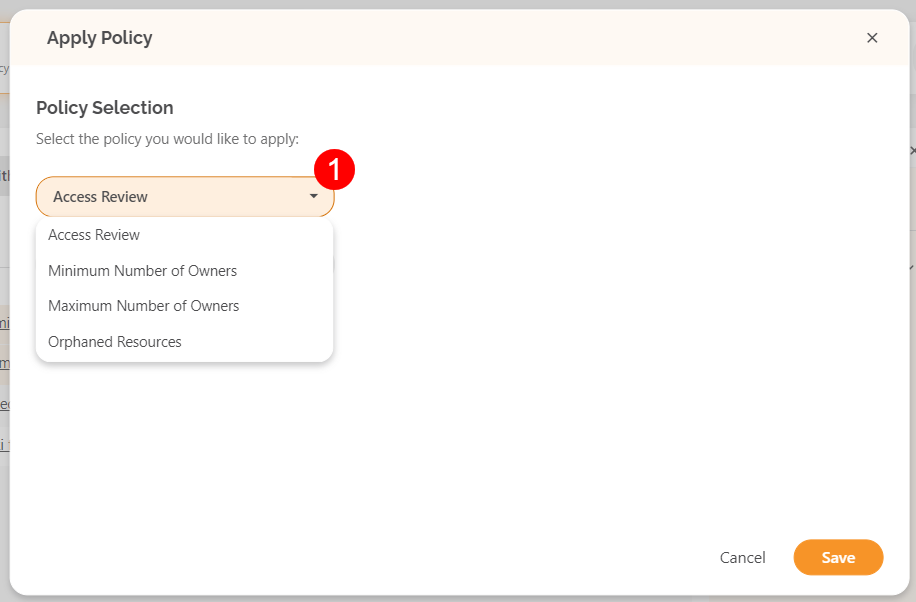 Apply Policy
Policy Selection
Select the policy you would like to apply:
1
Access Review
Access Review
Minimum Number of Owners
Maximum Number of Owners
Orphaned Resources
Cancel
Save